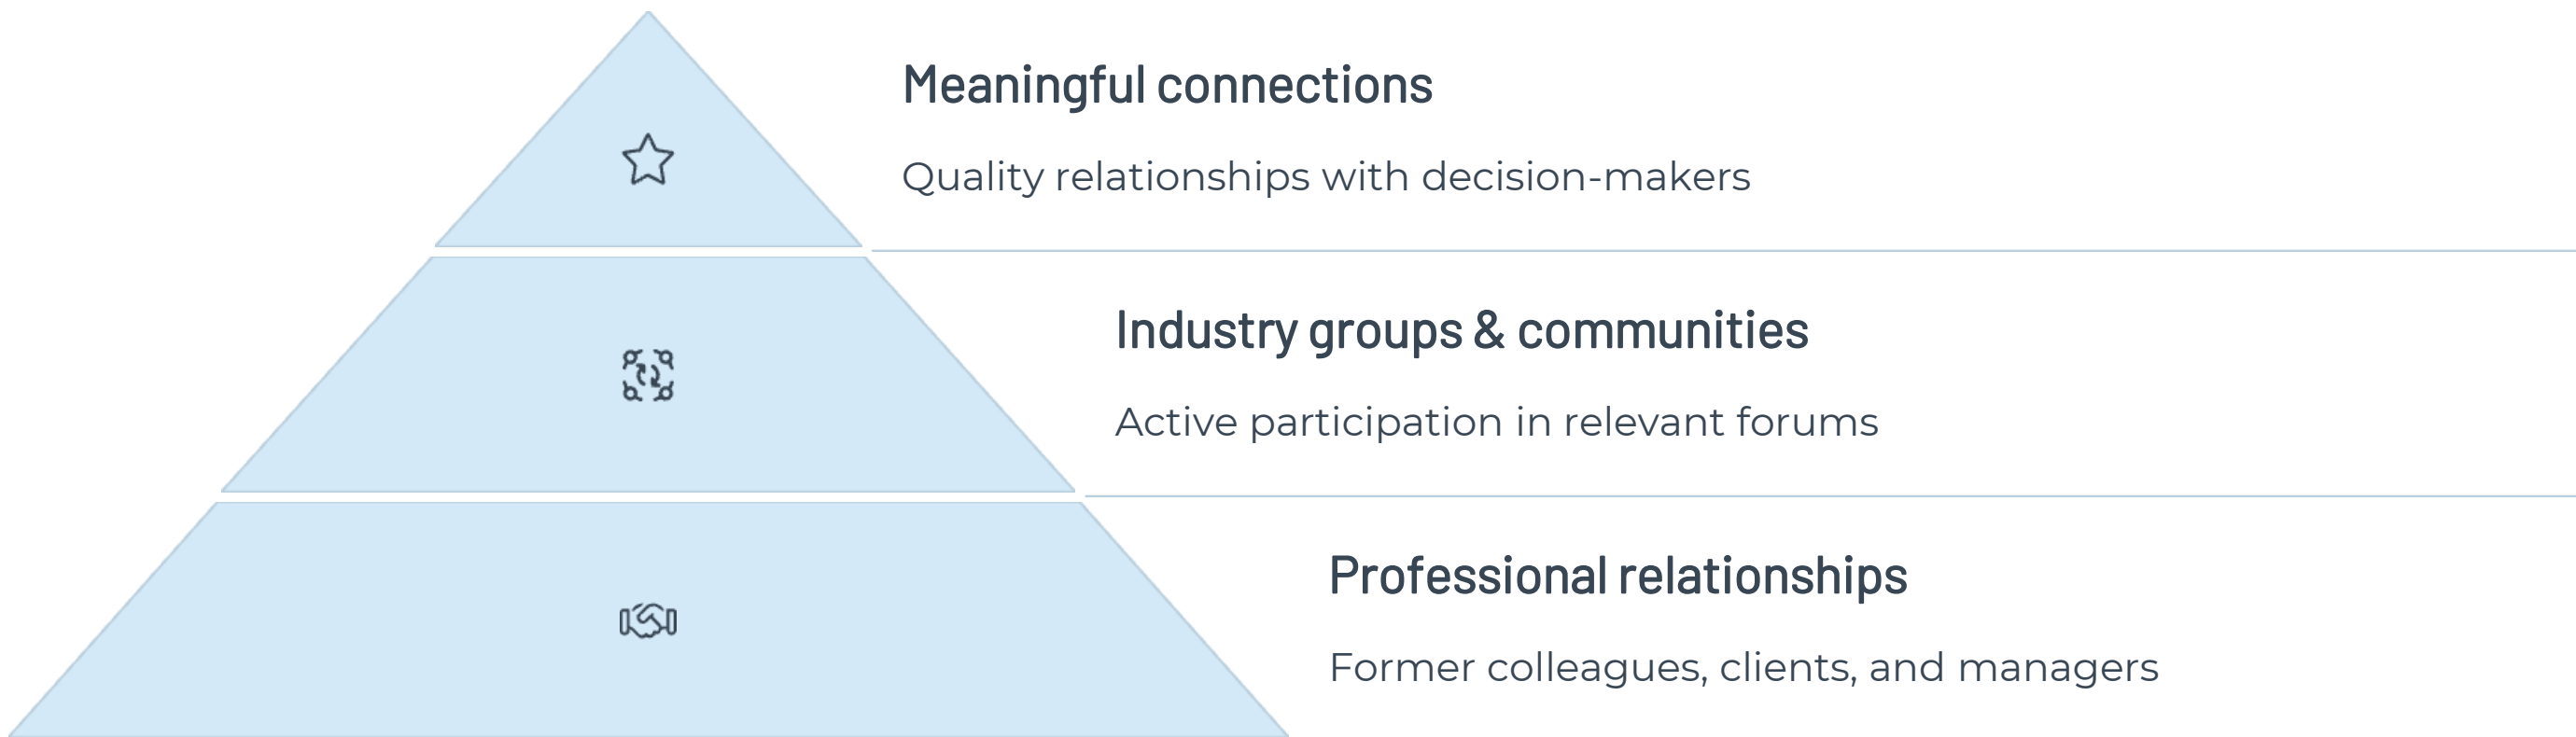 Meaningful connections
Quality relationships with decision-makers
Industry groups & communities
Active participation in relevant forums
Professional relationships
Former colleagues, clients, and managers